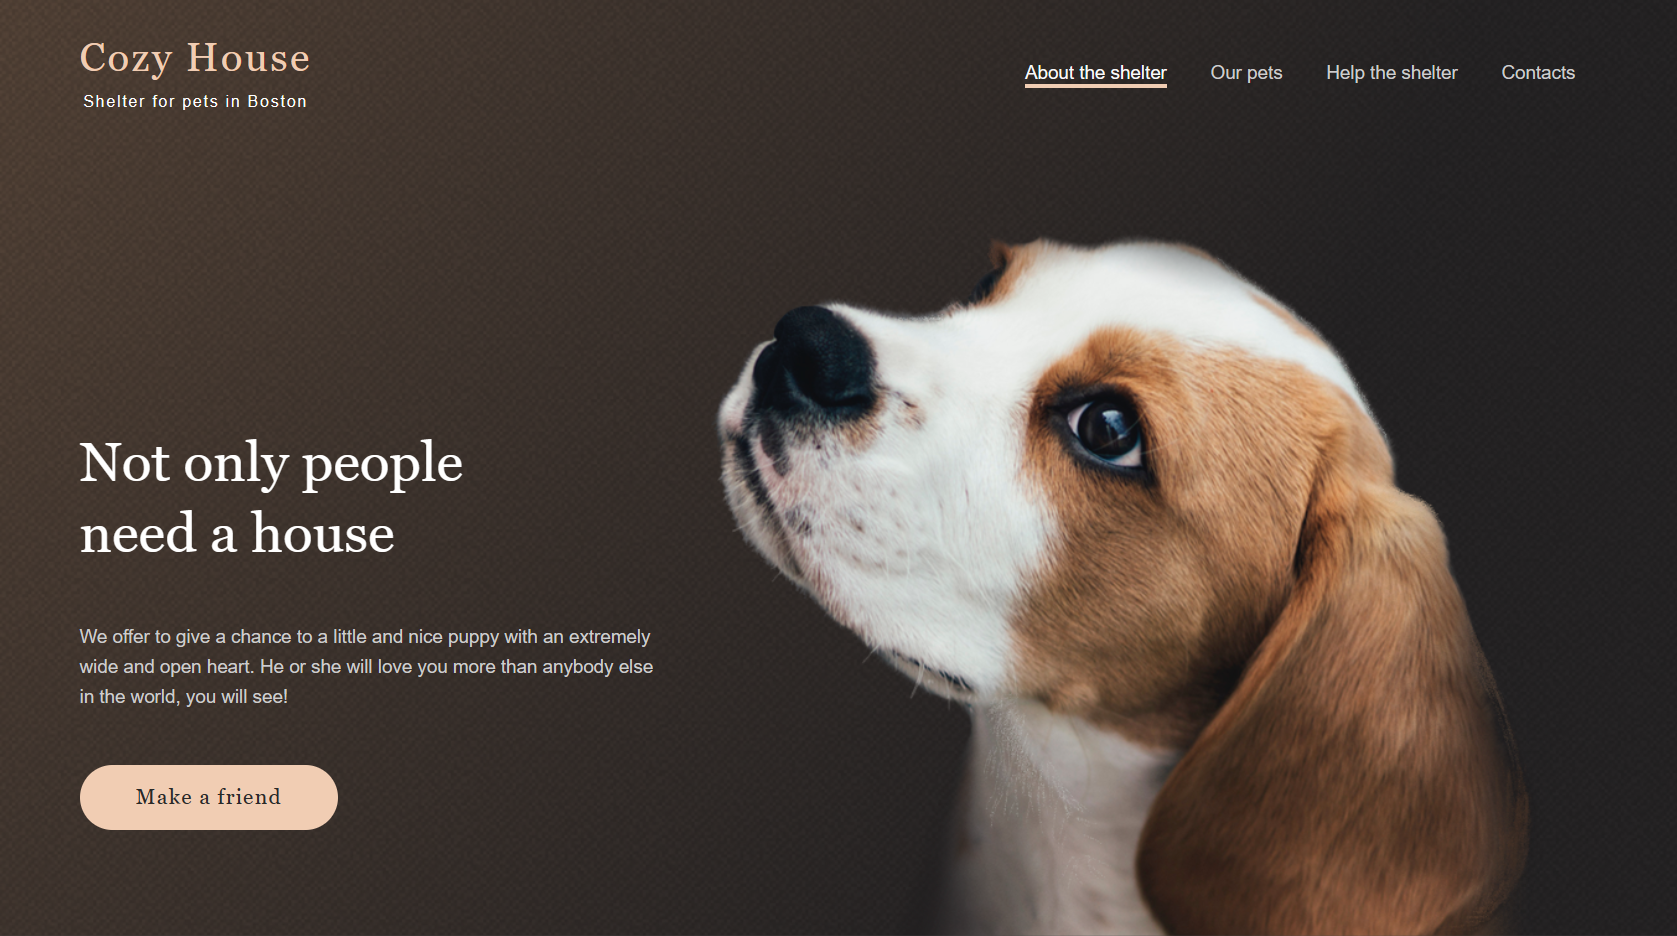 Cozy House
Shelter for pets in Boston
About the shelter
Our pets
Help the shelter
Contacts
Not only people
need a house
We offer to give a chance to a little and nice puppy with an extremely
wide and open heart. He or she will love you more than anybody else
in the world, you will see!
Make a friend